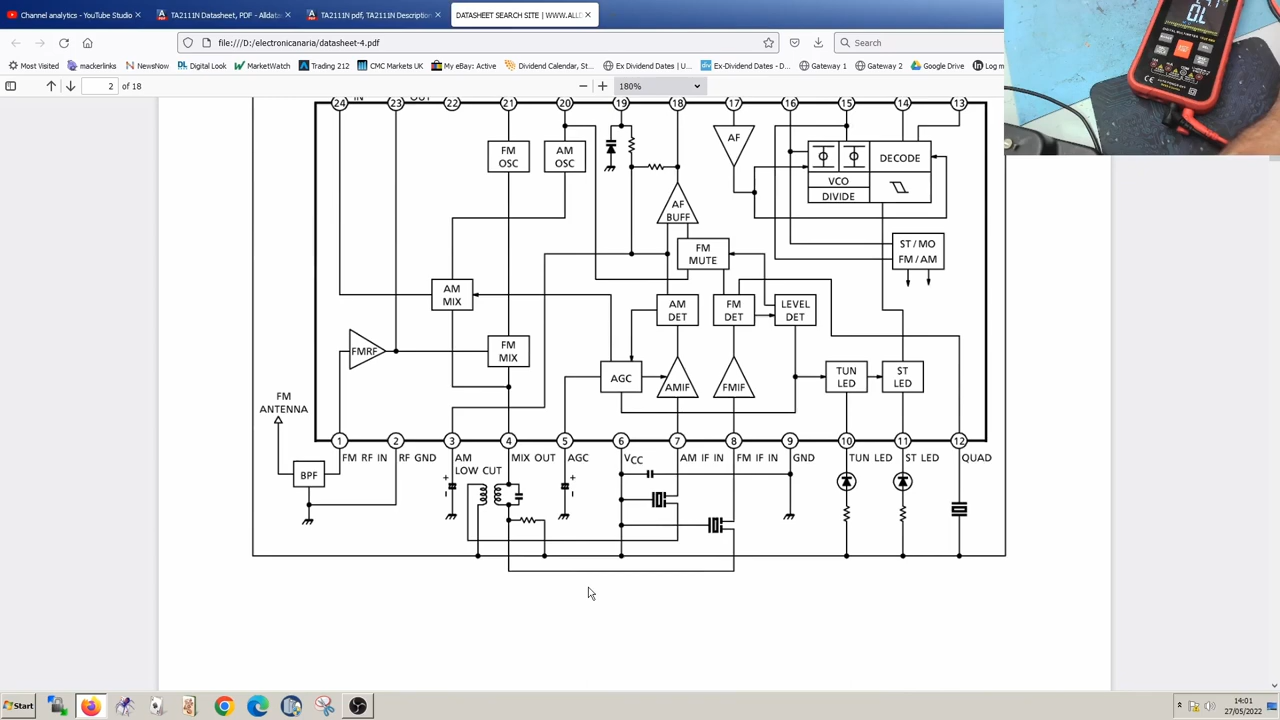 Channel analytics - YouTube Studio
TA2111N Datasheet, PDF - Alldata
TA2111N pdf, TA2111N Description
DATASHEET SEARCH SITE | WWW.ALL
file:///D:/electronicanaria/datasheet-4.pdf
Search
Most Visited
mackerlinks
NewsNow
Digital Look
MarketWatch
Trading 212
CMC Markets UK
My eBay: Active
Dividend Calendar, St...
Ex Dividend Dates - | U...
Ex-Dividend Dates - D...
Gateway 1
Gateway 2
Google Drive
Log m
2 of 18
180%
IN OUT
24 23 22 21 20 19 18 17 16 15 14 13
AF
FM OSC
AM OSC
DECODE
VCO
DIVIDE
AF BUFF
FM MUTE
ST / MO
FM / AM
AM MIX
AM DET
FM DET
LEVEL DET
FMRF
FM MIX
AGC
AMIF
FMIF
TUN LED
ST LED
FM ANTENNA
1 2 3 4 5 6 7 8 9 10 11 12
FM RF IN
RF GND
AM LOW CUT
MIX OUT
AGC
VCC
AM IF IN
FM IF IN
GND
TUN LED
ST LED
QUAD
BPF
+
-
+
-
Start
14:01
27/05/2022